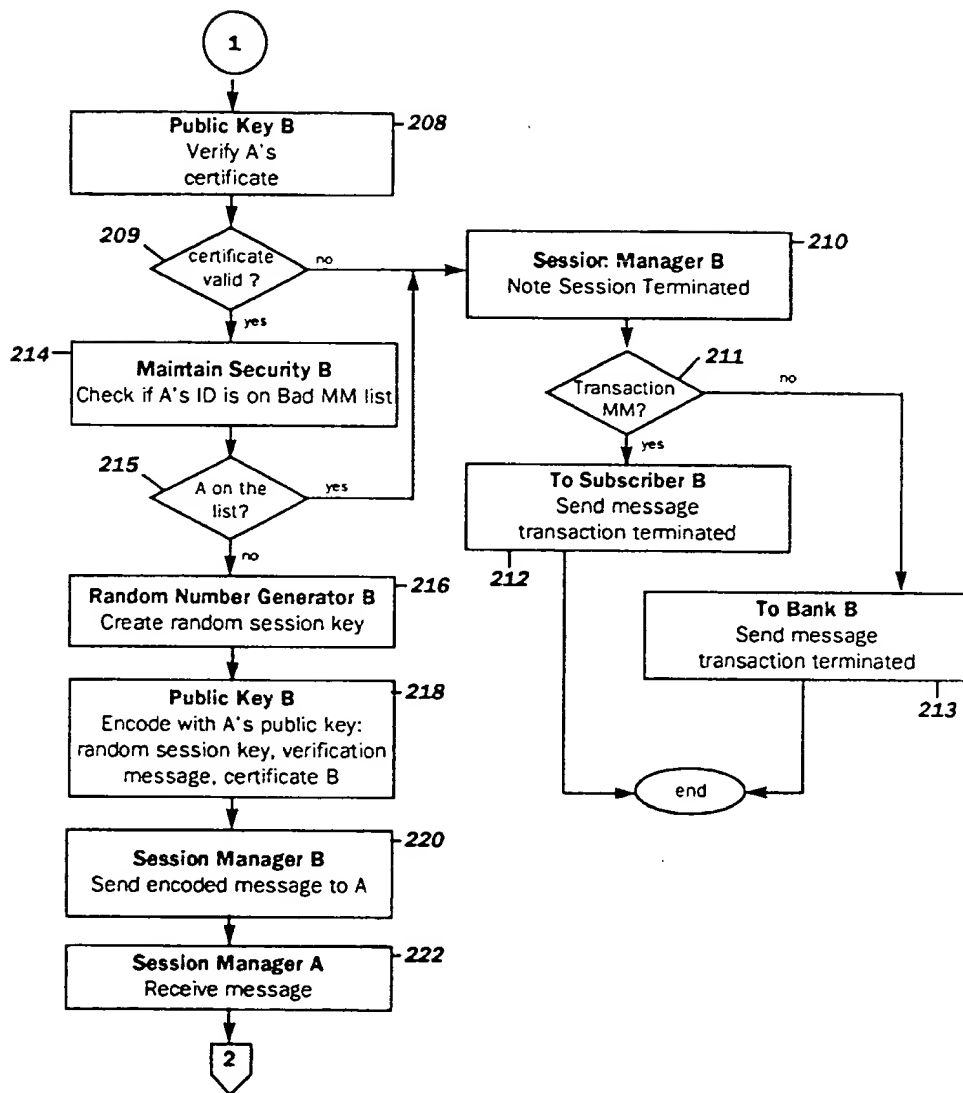 1
Public Key B
Verify A's
certificate
208
209
certificate
valid ?
no
yes
210
Session Manager B
Note Session Terminated
214
Maintain Security B
Check if A's ID is on Bad MM list
211
Transaction
MM?
no
yes
215
A on the
list?
yes
no
To Subscriber B
Send message
transaction terminated
212
216
Random Number Generator B
Create random session key
To Bank B
Send message
transaction terminated
213
218
Public Key B
Encode with A's public key:
random session key, verification
message, certificate B
end
220
Session Manager B
Send encoded message to A
222
Session Manager A
Receive message
2